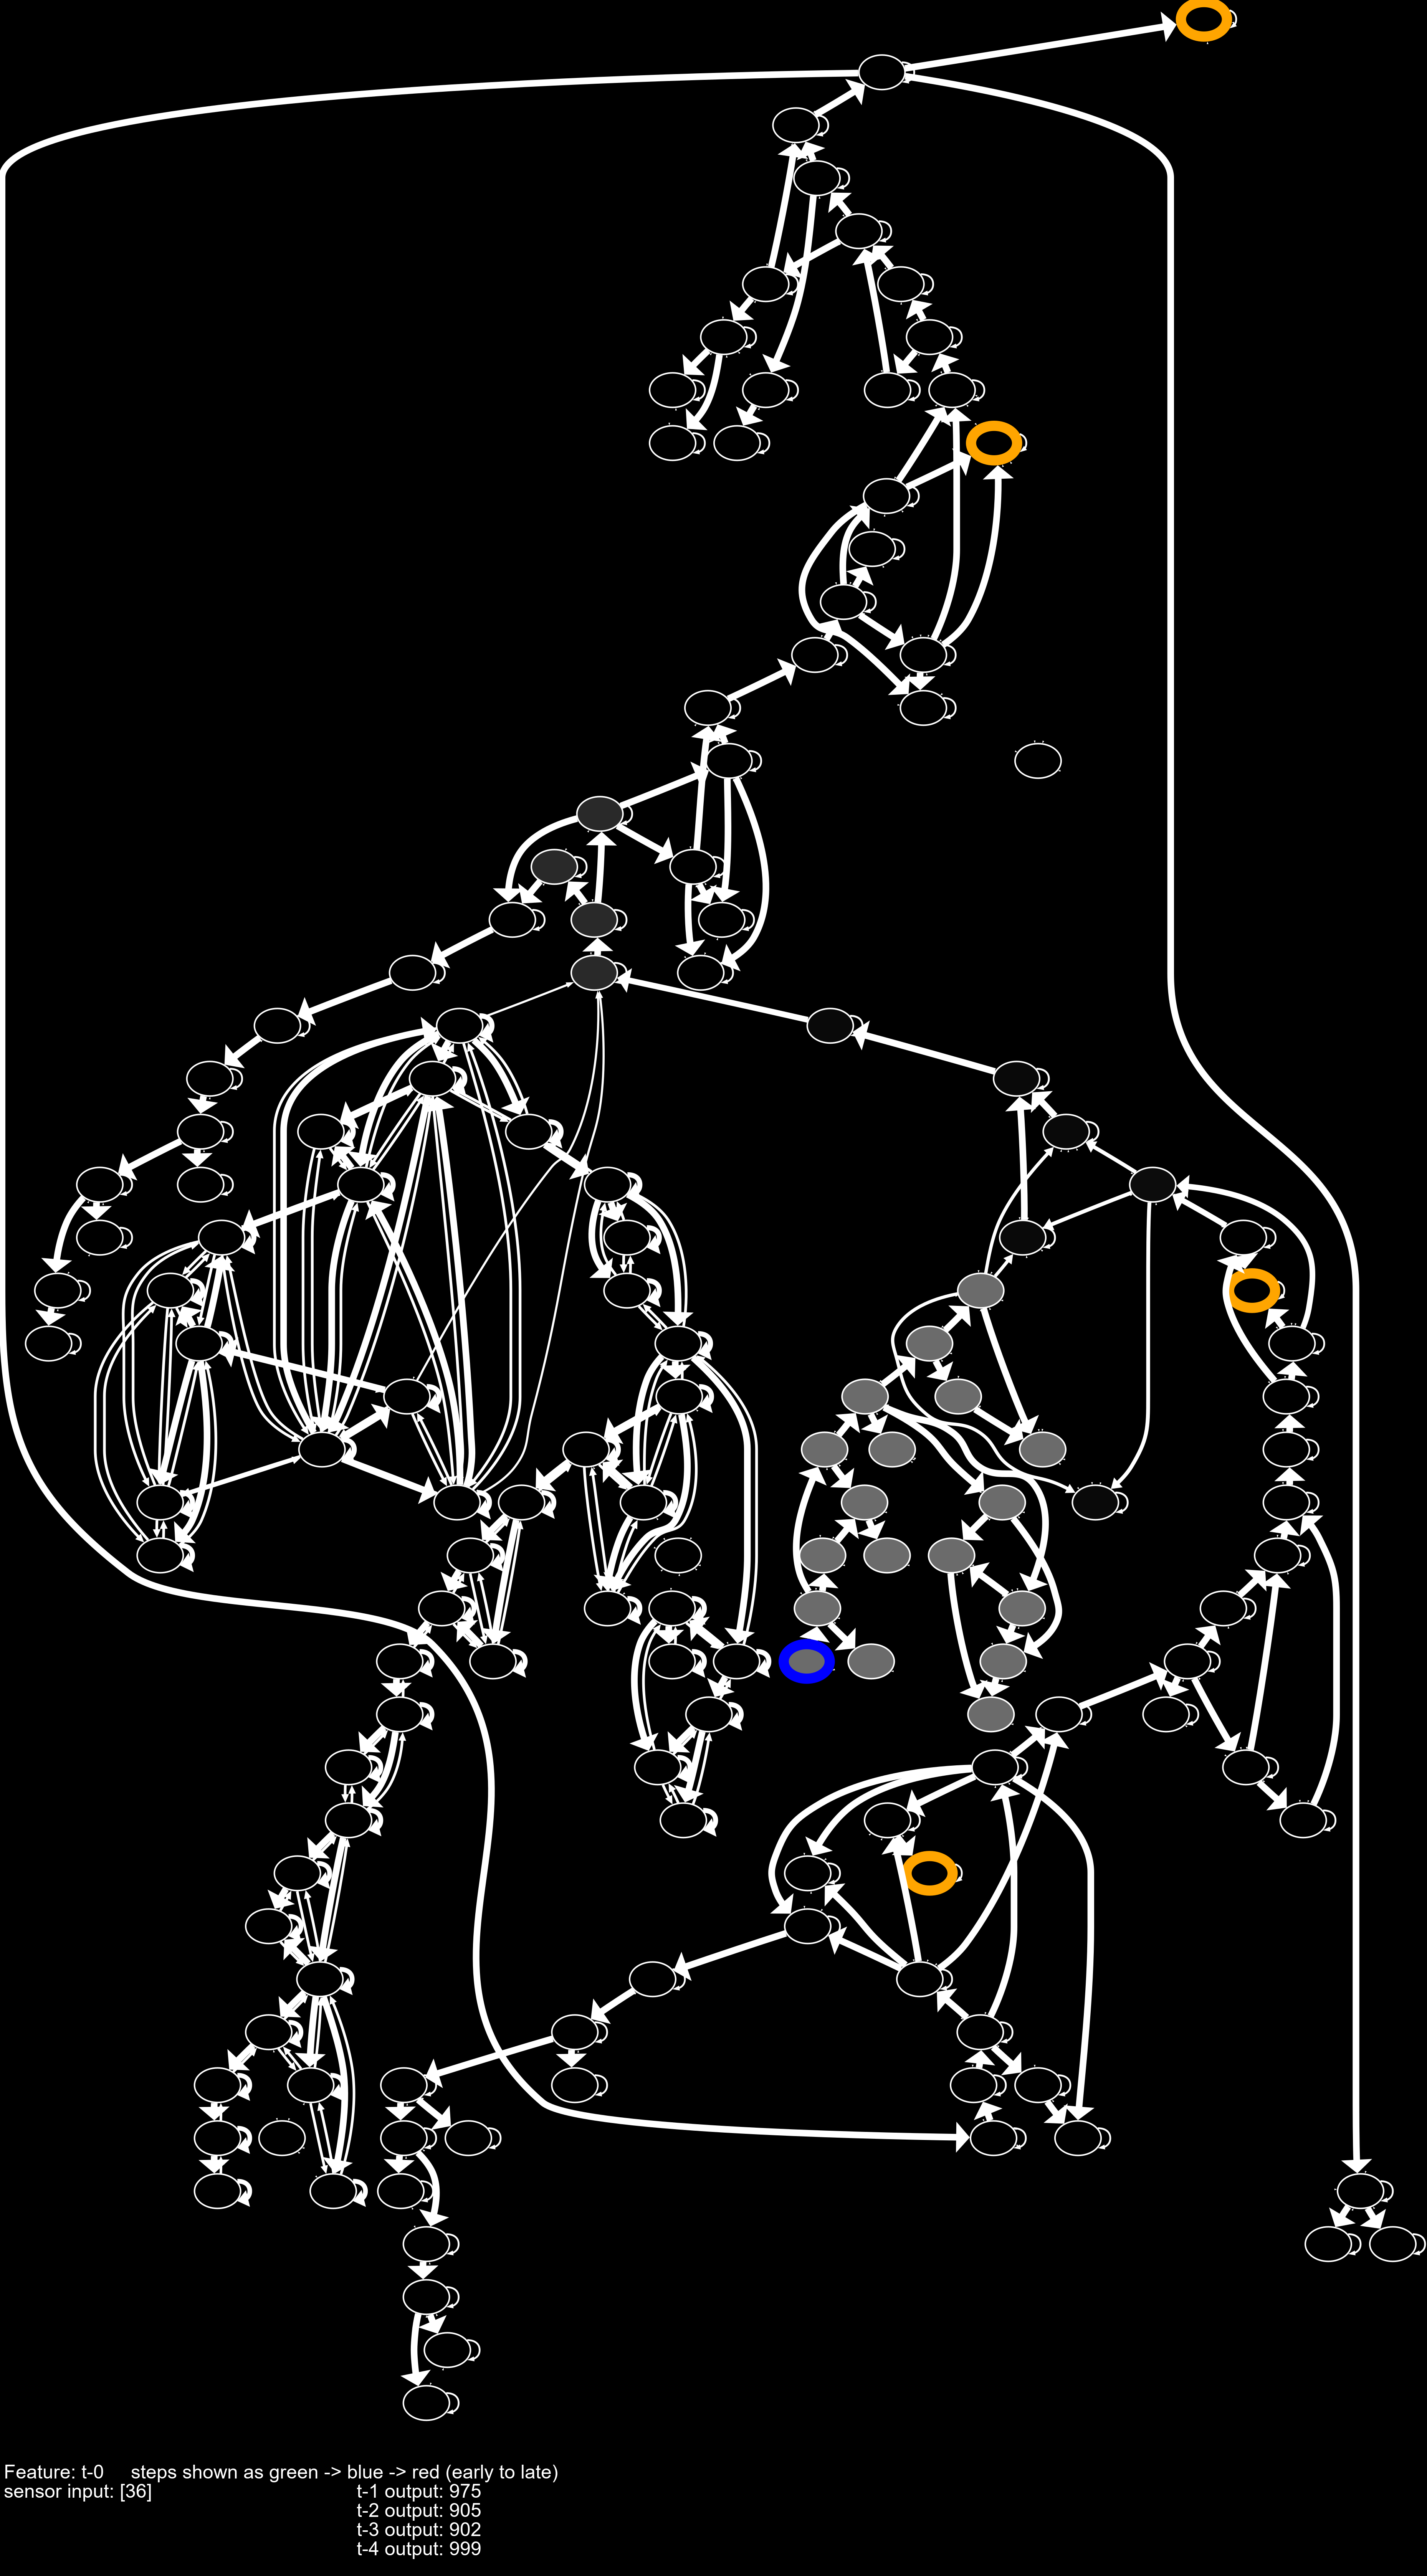 Feature: t-0     steps shown as green -> blue -> red (early to late)
sensor input: [36]     t-1 output: 975
t-2 output: 905
t-3 output: 902
t-4 output: 999